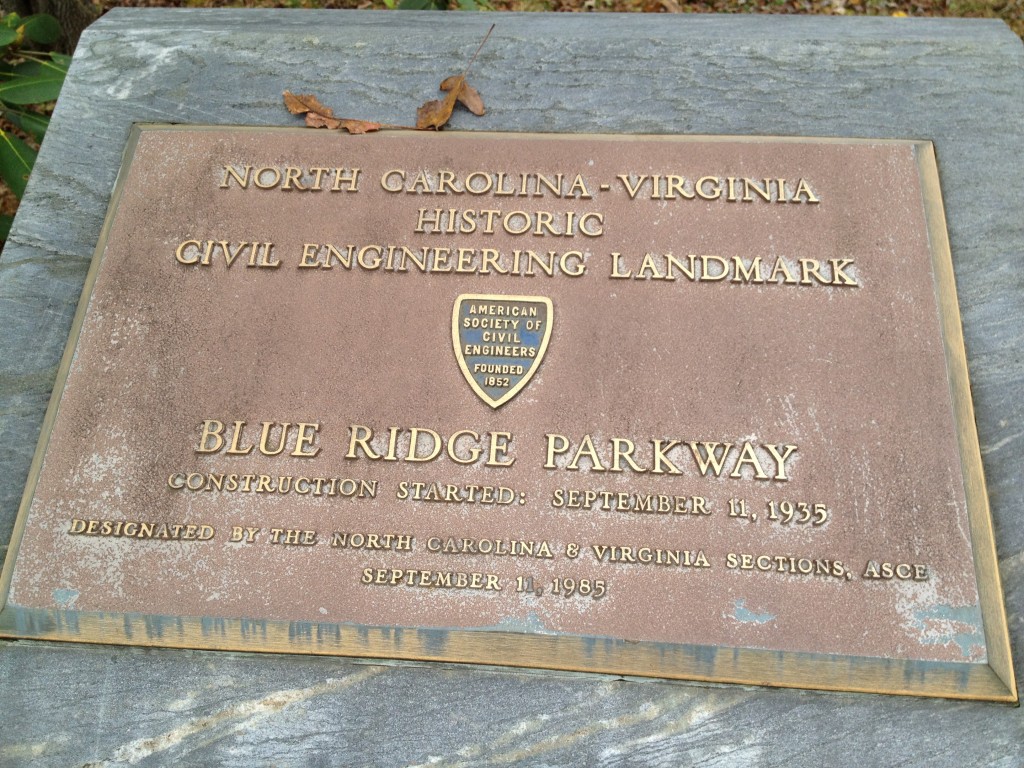 NORTH CAROLINA - VIRGINIA
HISTORIC
CIVIL ENGINEERING LANDMARK
AMERICAN
SOCIETY OF
CIVIL
ENGINEERS
FOUNDED
1852
BLUE RIDGE PARKWAY
CONSTRUCTION STARTED: SEPTEMBER 11, 1935
DESIGNATED BY THE NORTH CAROLINA & VIRGINIA SECTIONS, ASCE
SEPTEMBER 11, 1985